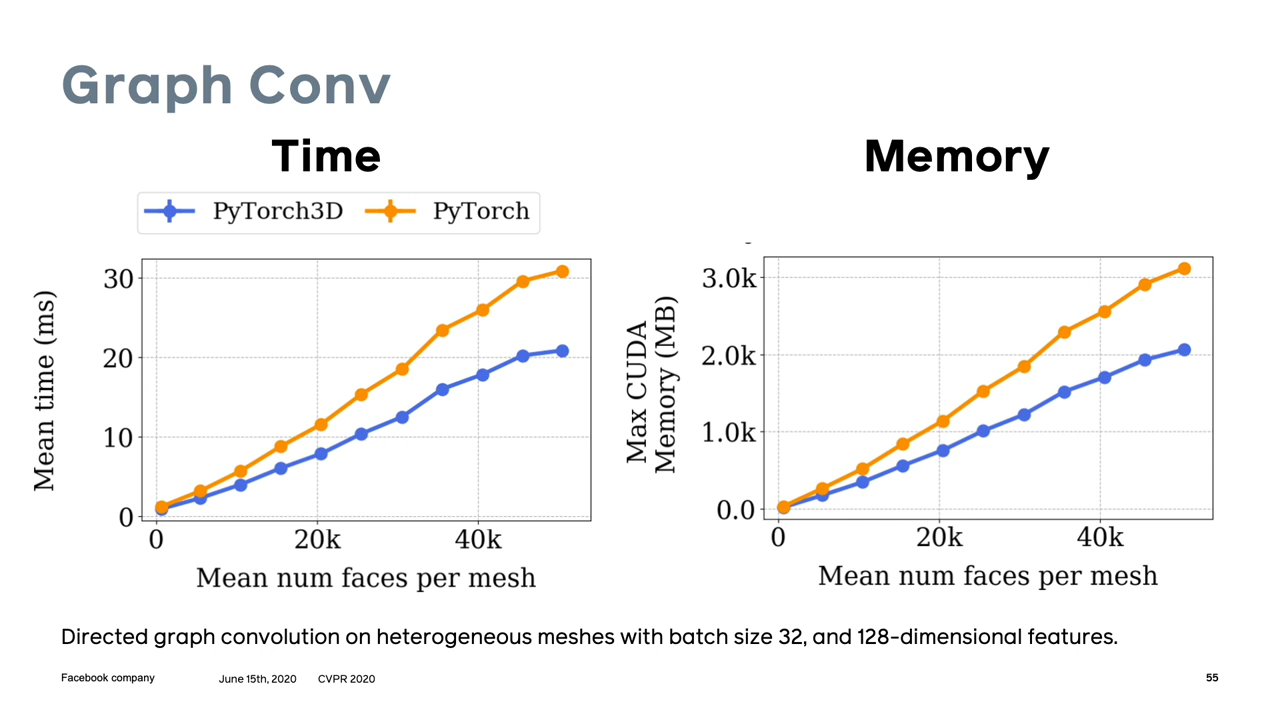 Graph Conv
Time
Memory
PyTorch3D
PyTorch
Mean time (ms)
30
20
10
0
0
20k
40k
Mean num faces per mesh
Max CUDA
Memory (MB)
3.0k
2.0k
1.0k
0.0
0
20k
40k
Mean num faces per mesh
Directed graph convolution on heterogeneous meshes with batch size 32, and 128-dimensional features.
Facebook company
June 15th, 2020
CVPR 2020
55